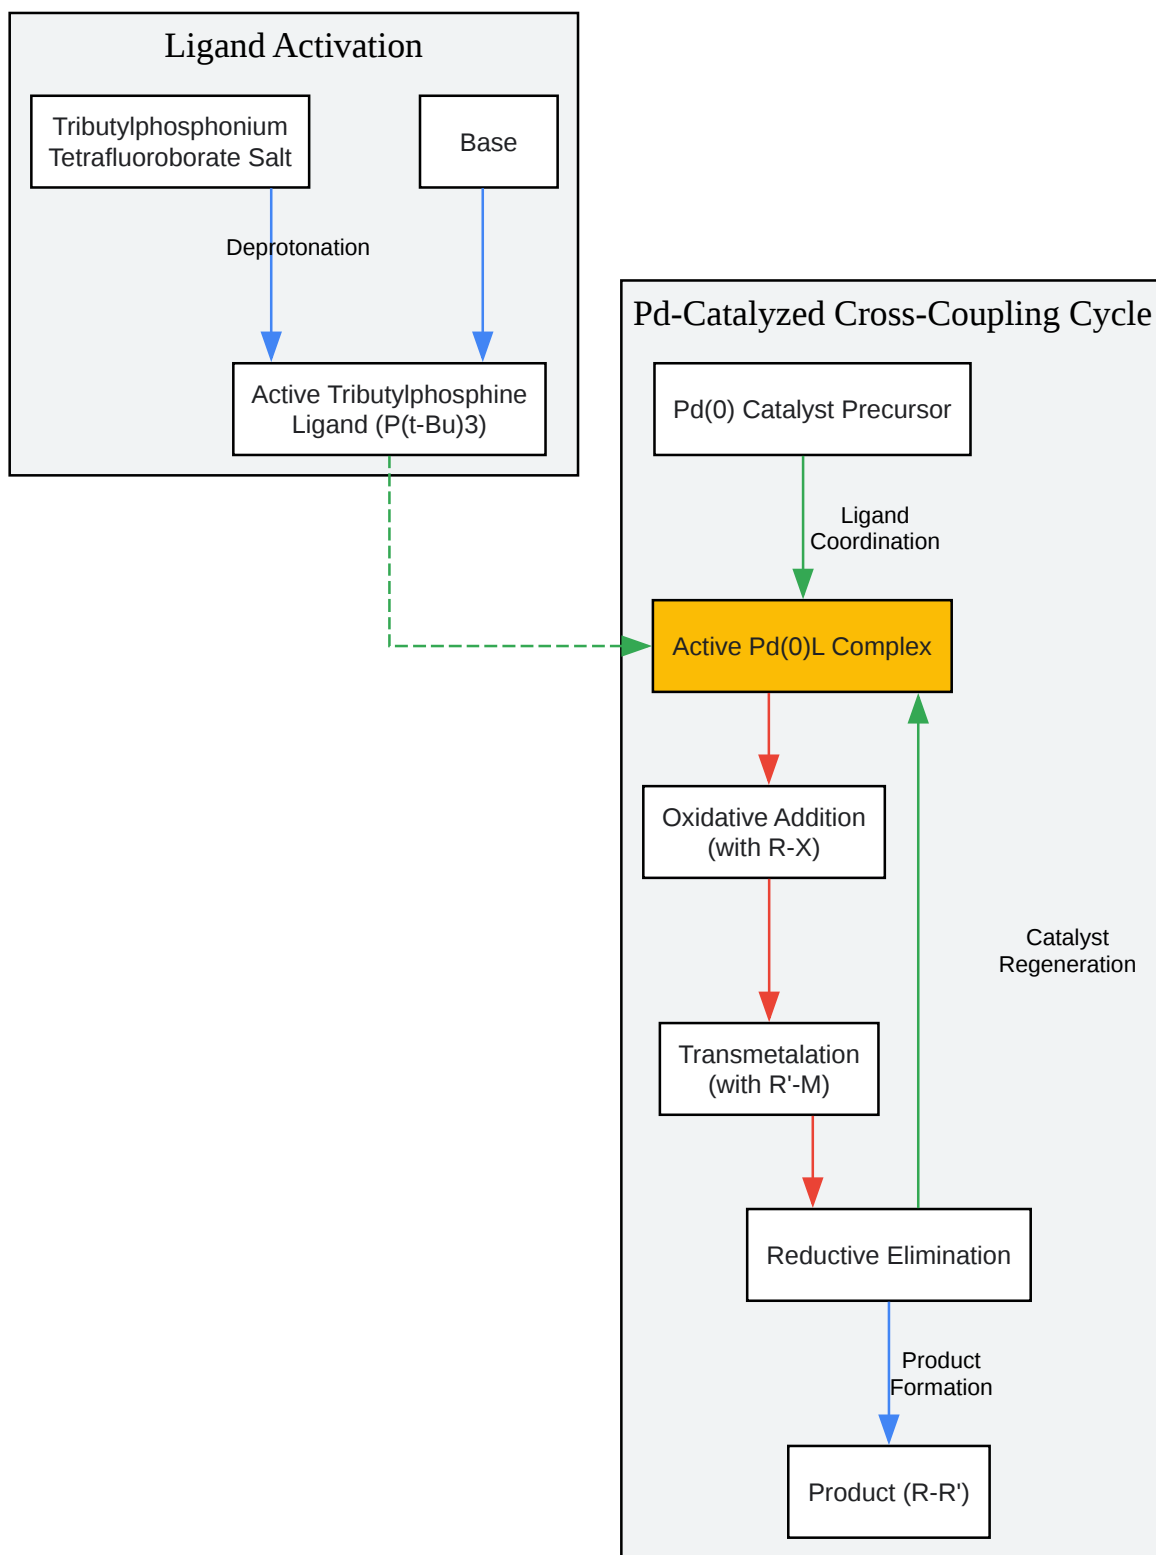 Ligand Activation
Tributylphosphonium
Tetrafluoroborate Salt
Base
Deprotonation
Active Tributylphosphine
Ligand (P(t-Bu)3)
Pd-Catalyzed Cross-Coupling Cycle
Pd(0) Catalyst Precursor
Ligand
Coordination
Active Pd(0)L Complex
Oxidative Addition
(with R-X)
Catalyst
Regeneration
Transmetalation
(with R'-M)
Reductive Elimination
Product
Formation
Product (R-R')